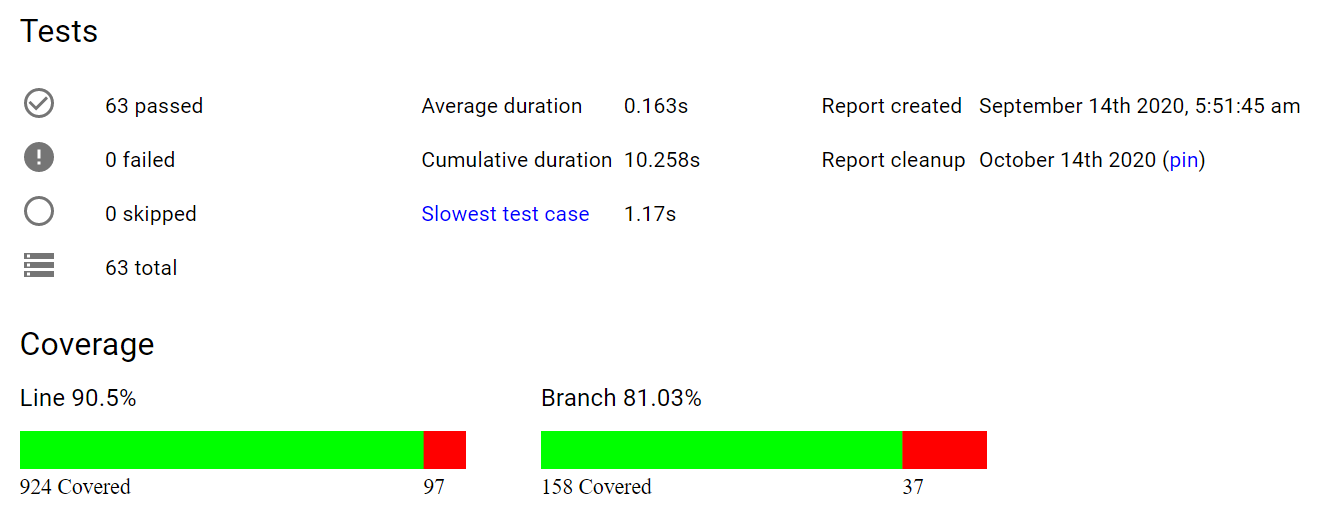 Tests
63 passed Average duration 0.163s Report created September 14th 2020, 5:51:45 am
0 failed Cumulative duration 10.258s Report cleanup October 14th 2020 (pin)
0 skipped Slowest test case 1.17s
63 total
Coverage
Line 90.5% Branch 81.03%
924 Covered 97 158 Covered 37